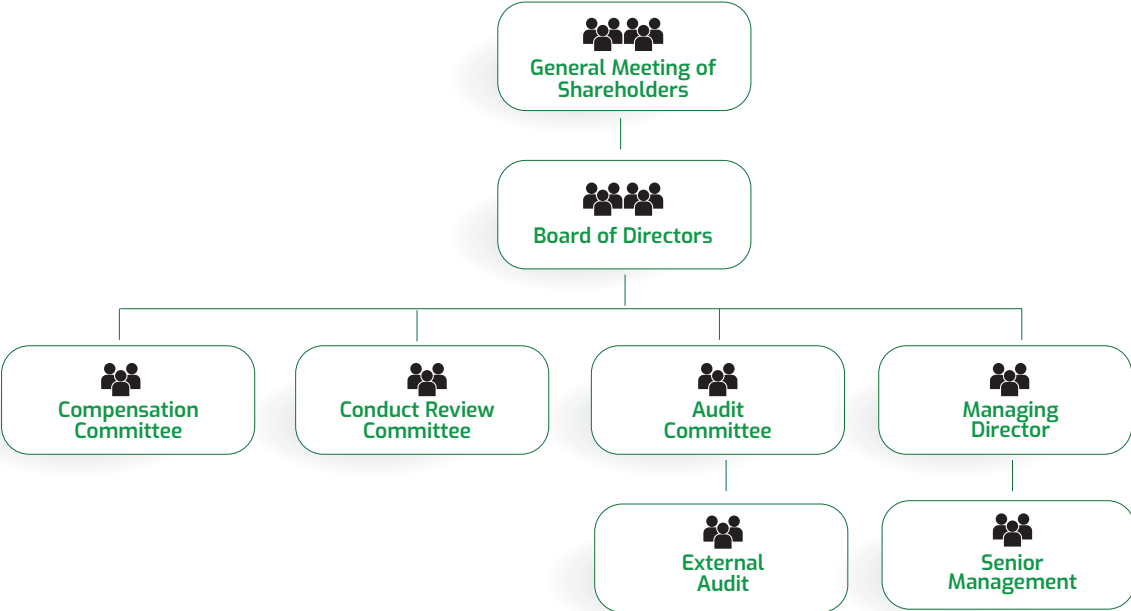 General Meeting of
Shareholders
Board of Directors
Compensation
Committee
Conduct Review
Committee
Audit
Committee
Managing
Director
External
Audit
Senior
Management